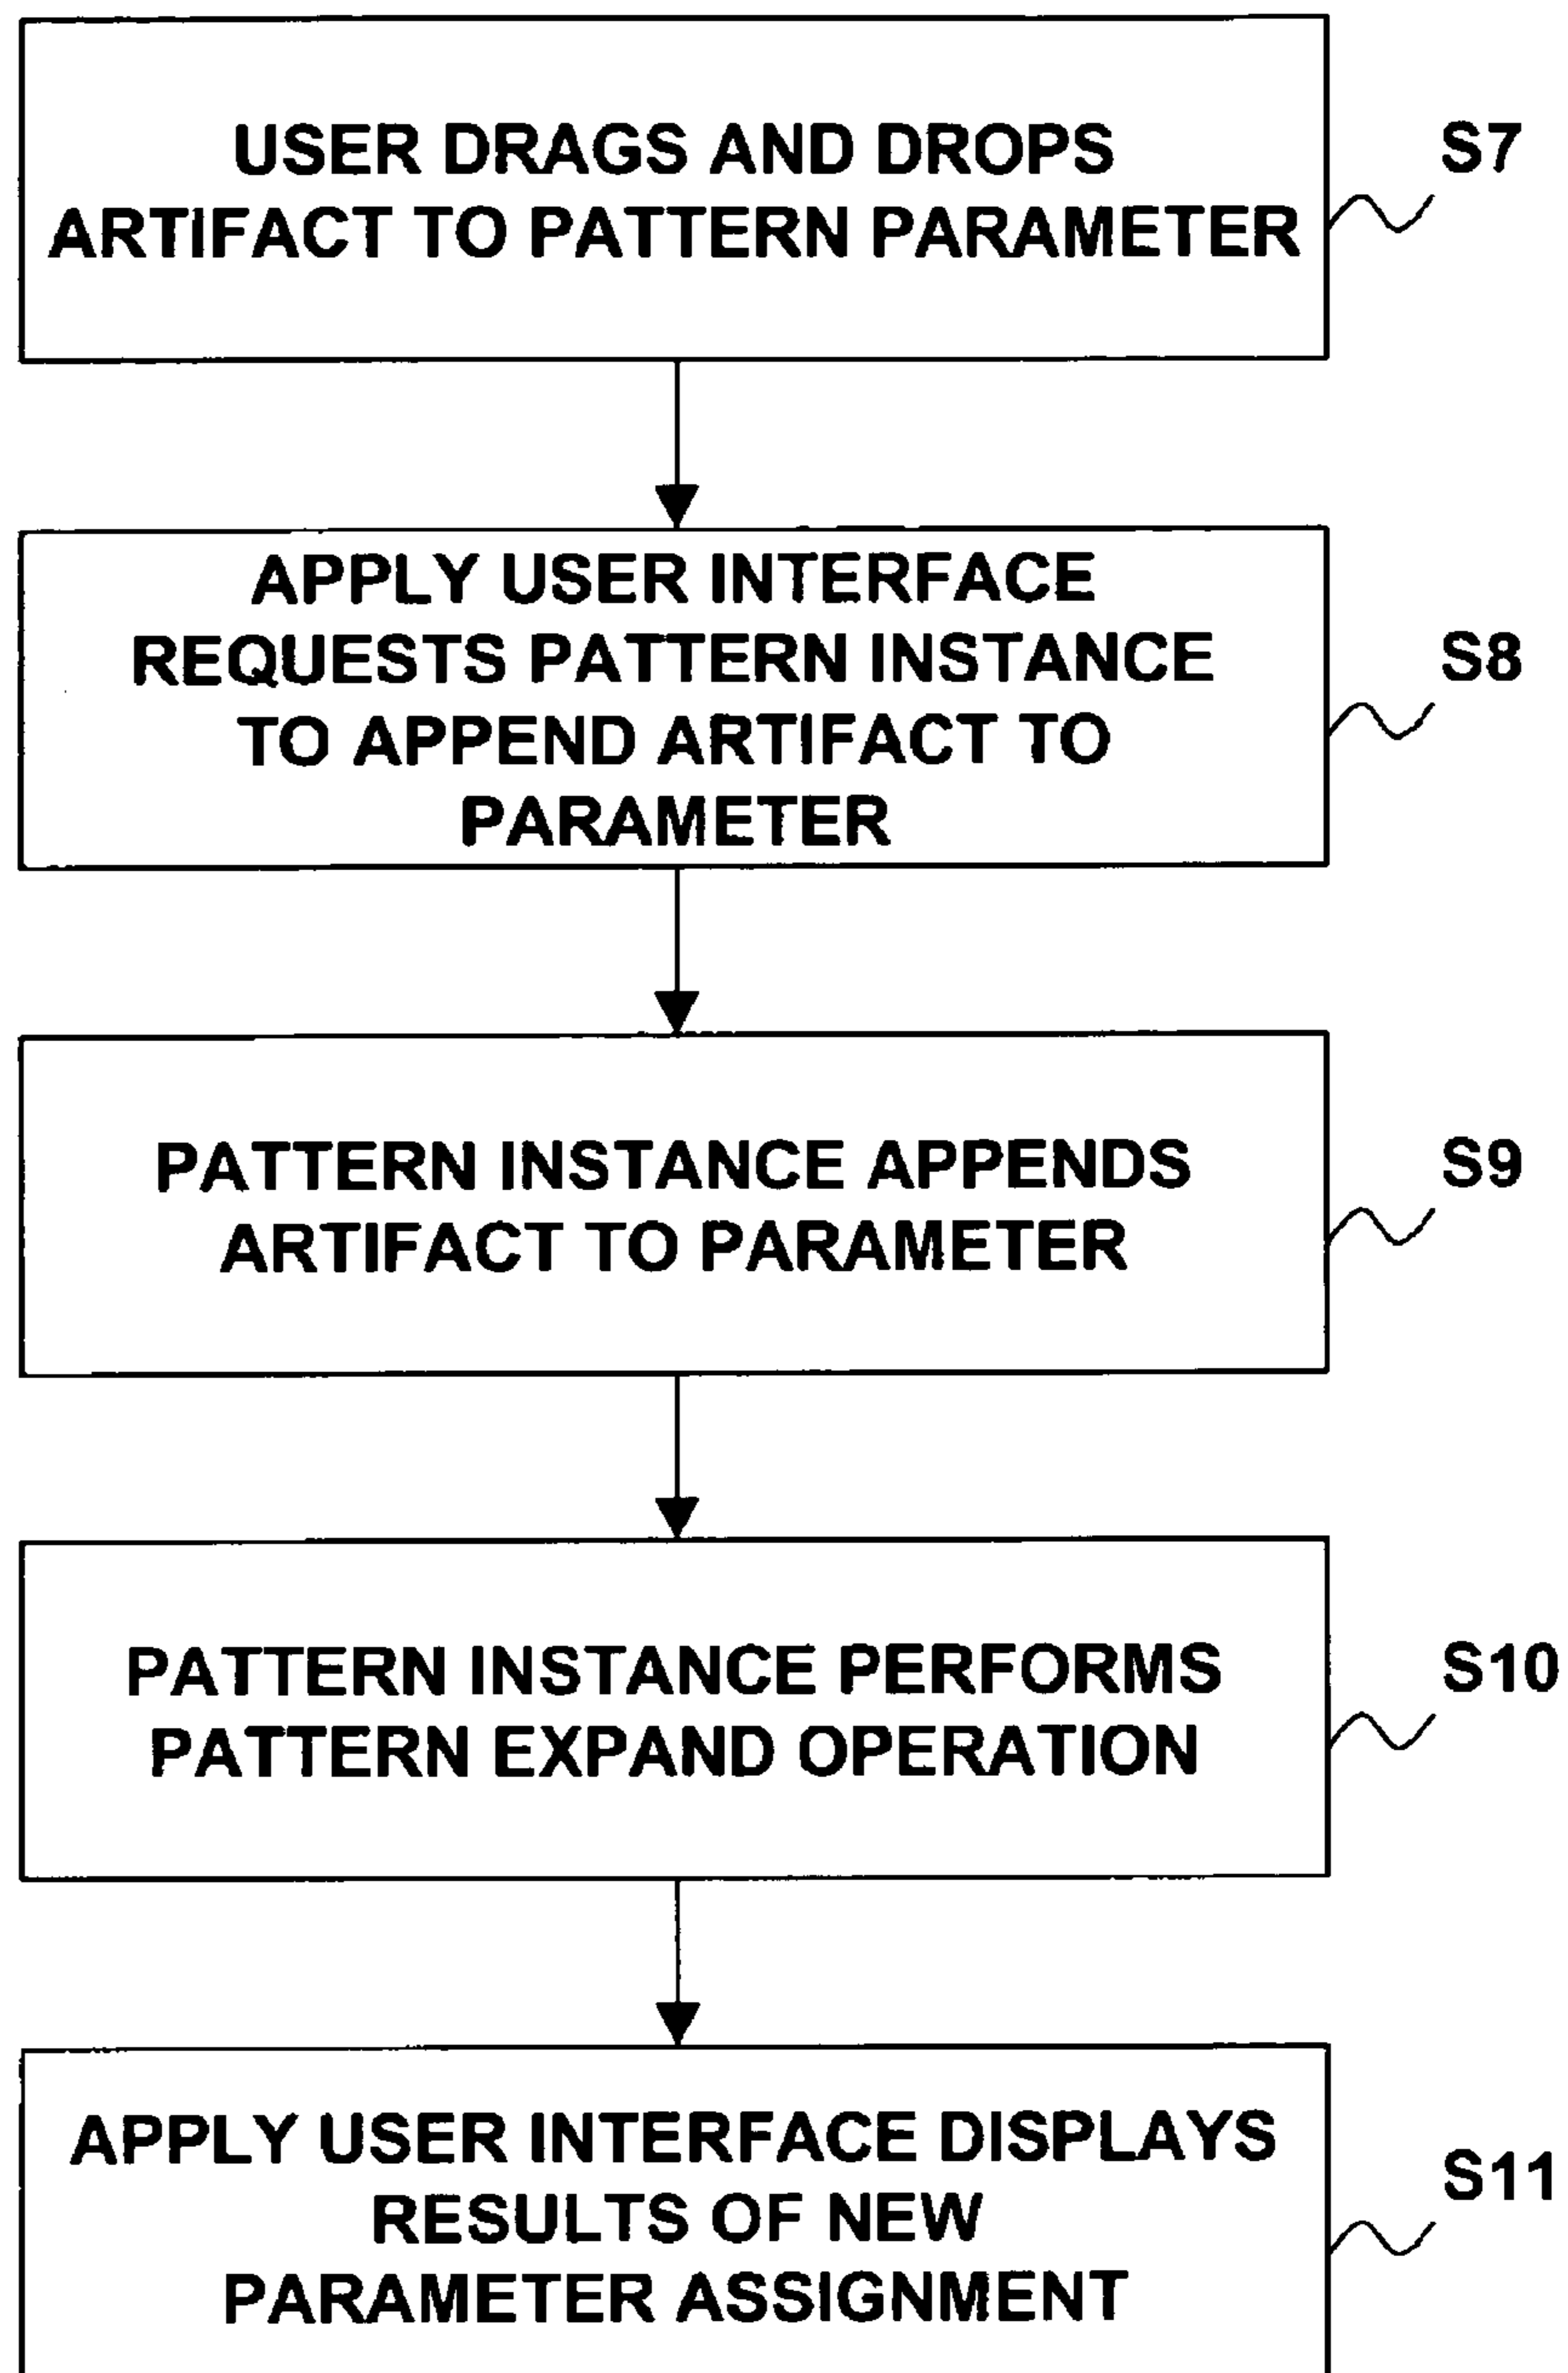 USER DRAGS AND DROPS
ARTIFACT TO PATTERN PARAMETER
S7
APPLY USER INTERFACE
REQUESTS PATTERN INSTANCE
TO APPEND ARTIFACT TO
PARAMETER
S8
PATTERN INSTANCE APPENDS
ARTIFACT TO PARAMETER
S9
PATTERN INSTANCE PERFORMS
PATTERN EXPAND OPERATION
S10
APPLY USER INTERFACE DISPLAYS
RESULTS OF NEW
PARAMETER ASSIGNMENT
S11